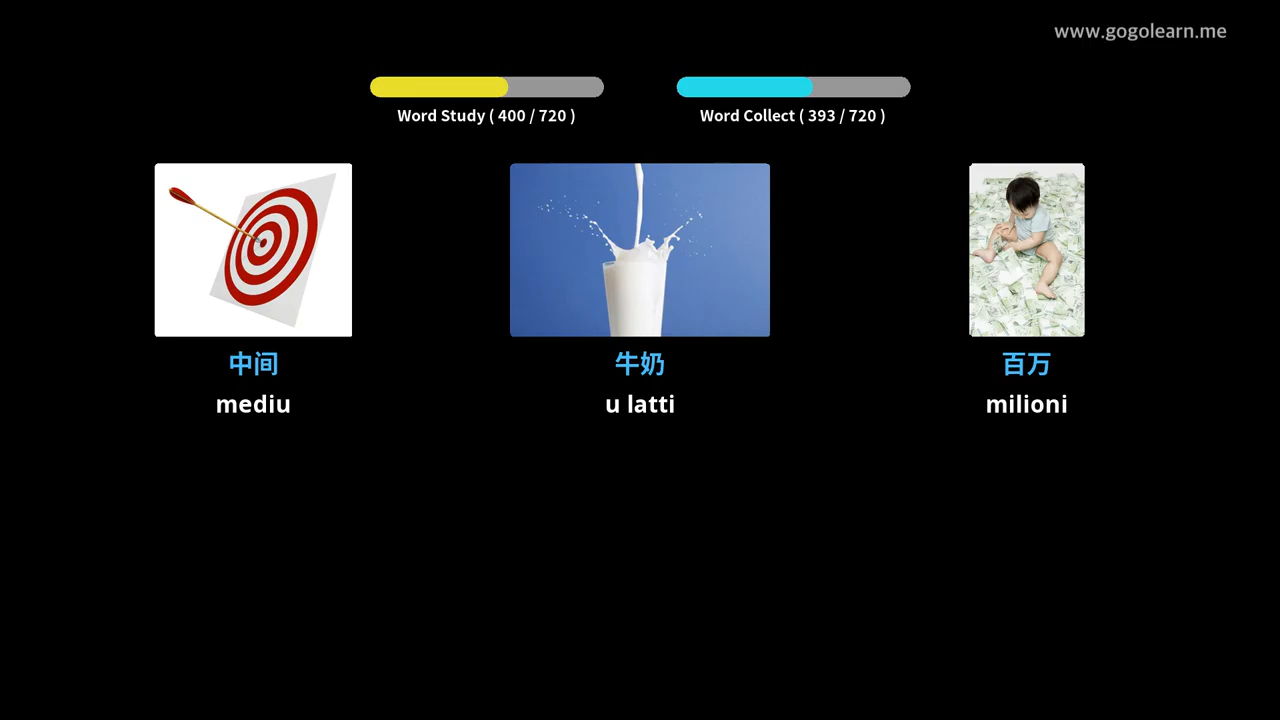 www.gogolearn.me
Word Study ( 400 / 720 )
Word Collect ( 393 / 720 )
中间
牛奶
百万
mediu
u latti
milioni